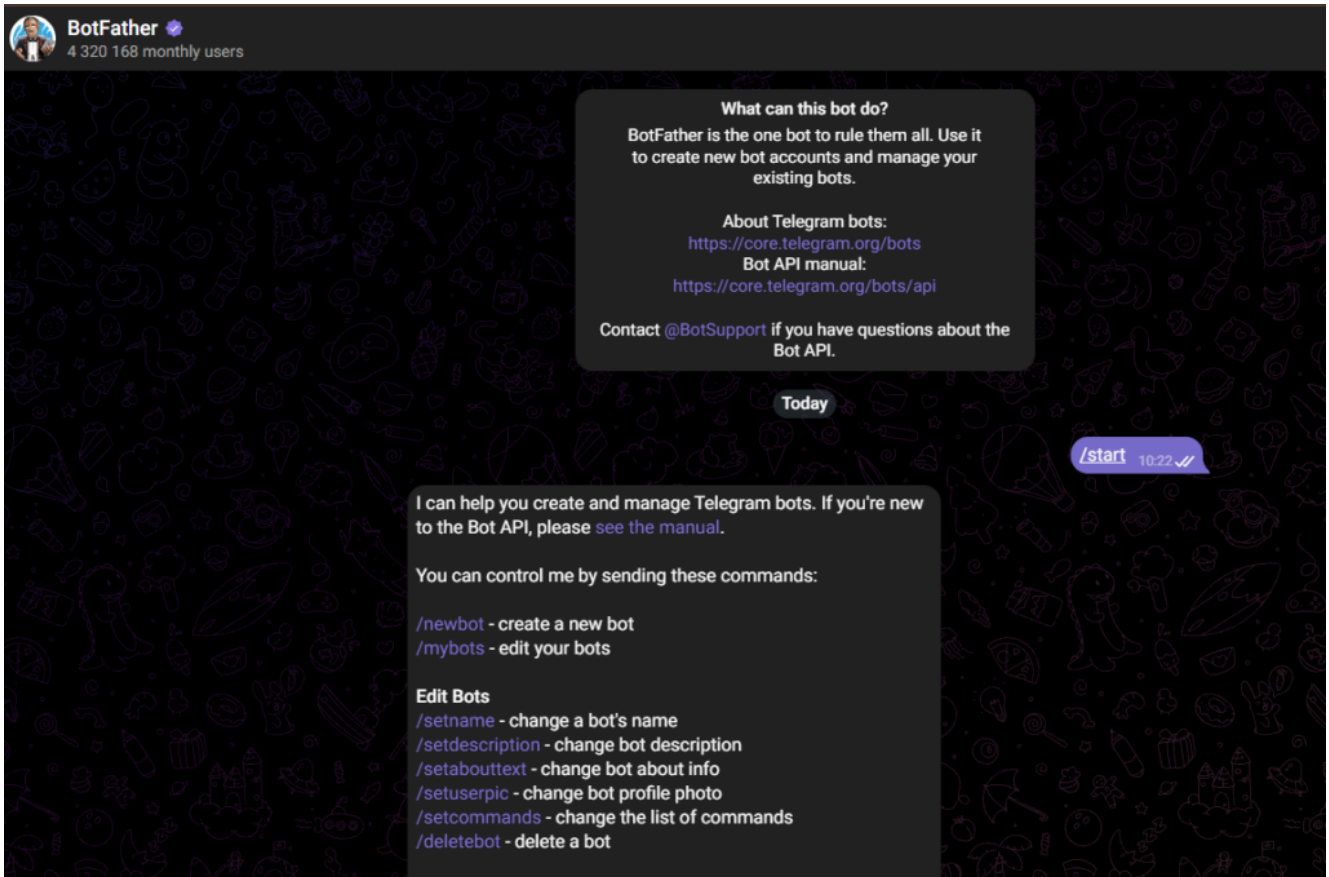 BotFather
4 320 168 monthly users
What can this bot do?
BotFather is the one bot to rule them all. Use it
to create new bot accounts and manage your
existing bots.
About Telegram bots:
https://core.telegram.org/bots
Bot API manual:
https://core.telegram.org/bots/api
Contact @BotSupport if you have questions about the
Bot API.
Today
/start 10:22
I can help you create and manage Telegram bots. If you're new
to the Bot API, please see the manual.
You can control me by sending these commands:
/newbot - create a new bot
/mybots - edit your bots
Edit Bots
/setname - change a bot's name
/setdescription - change bot description
/setabouttext - change bot about info
/setuserpic - change bot profile photo
/setcommands - change the list of commands
/deletebot - delete a bot